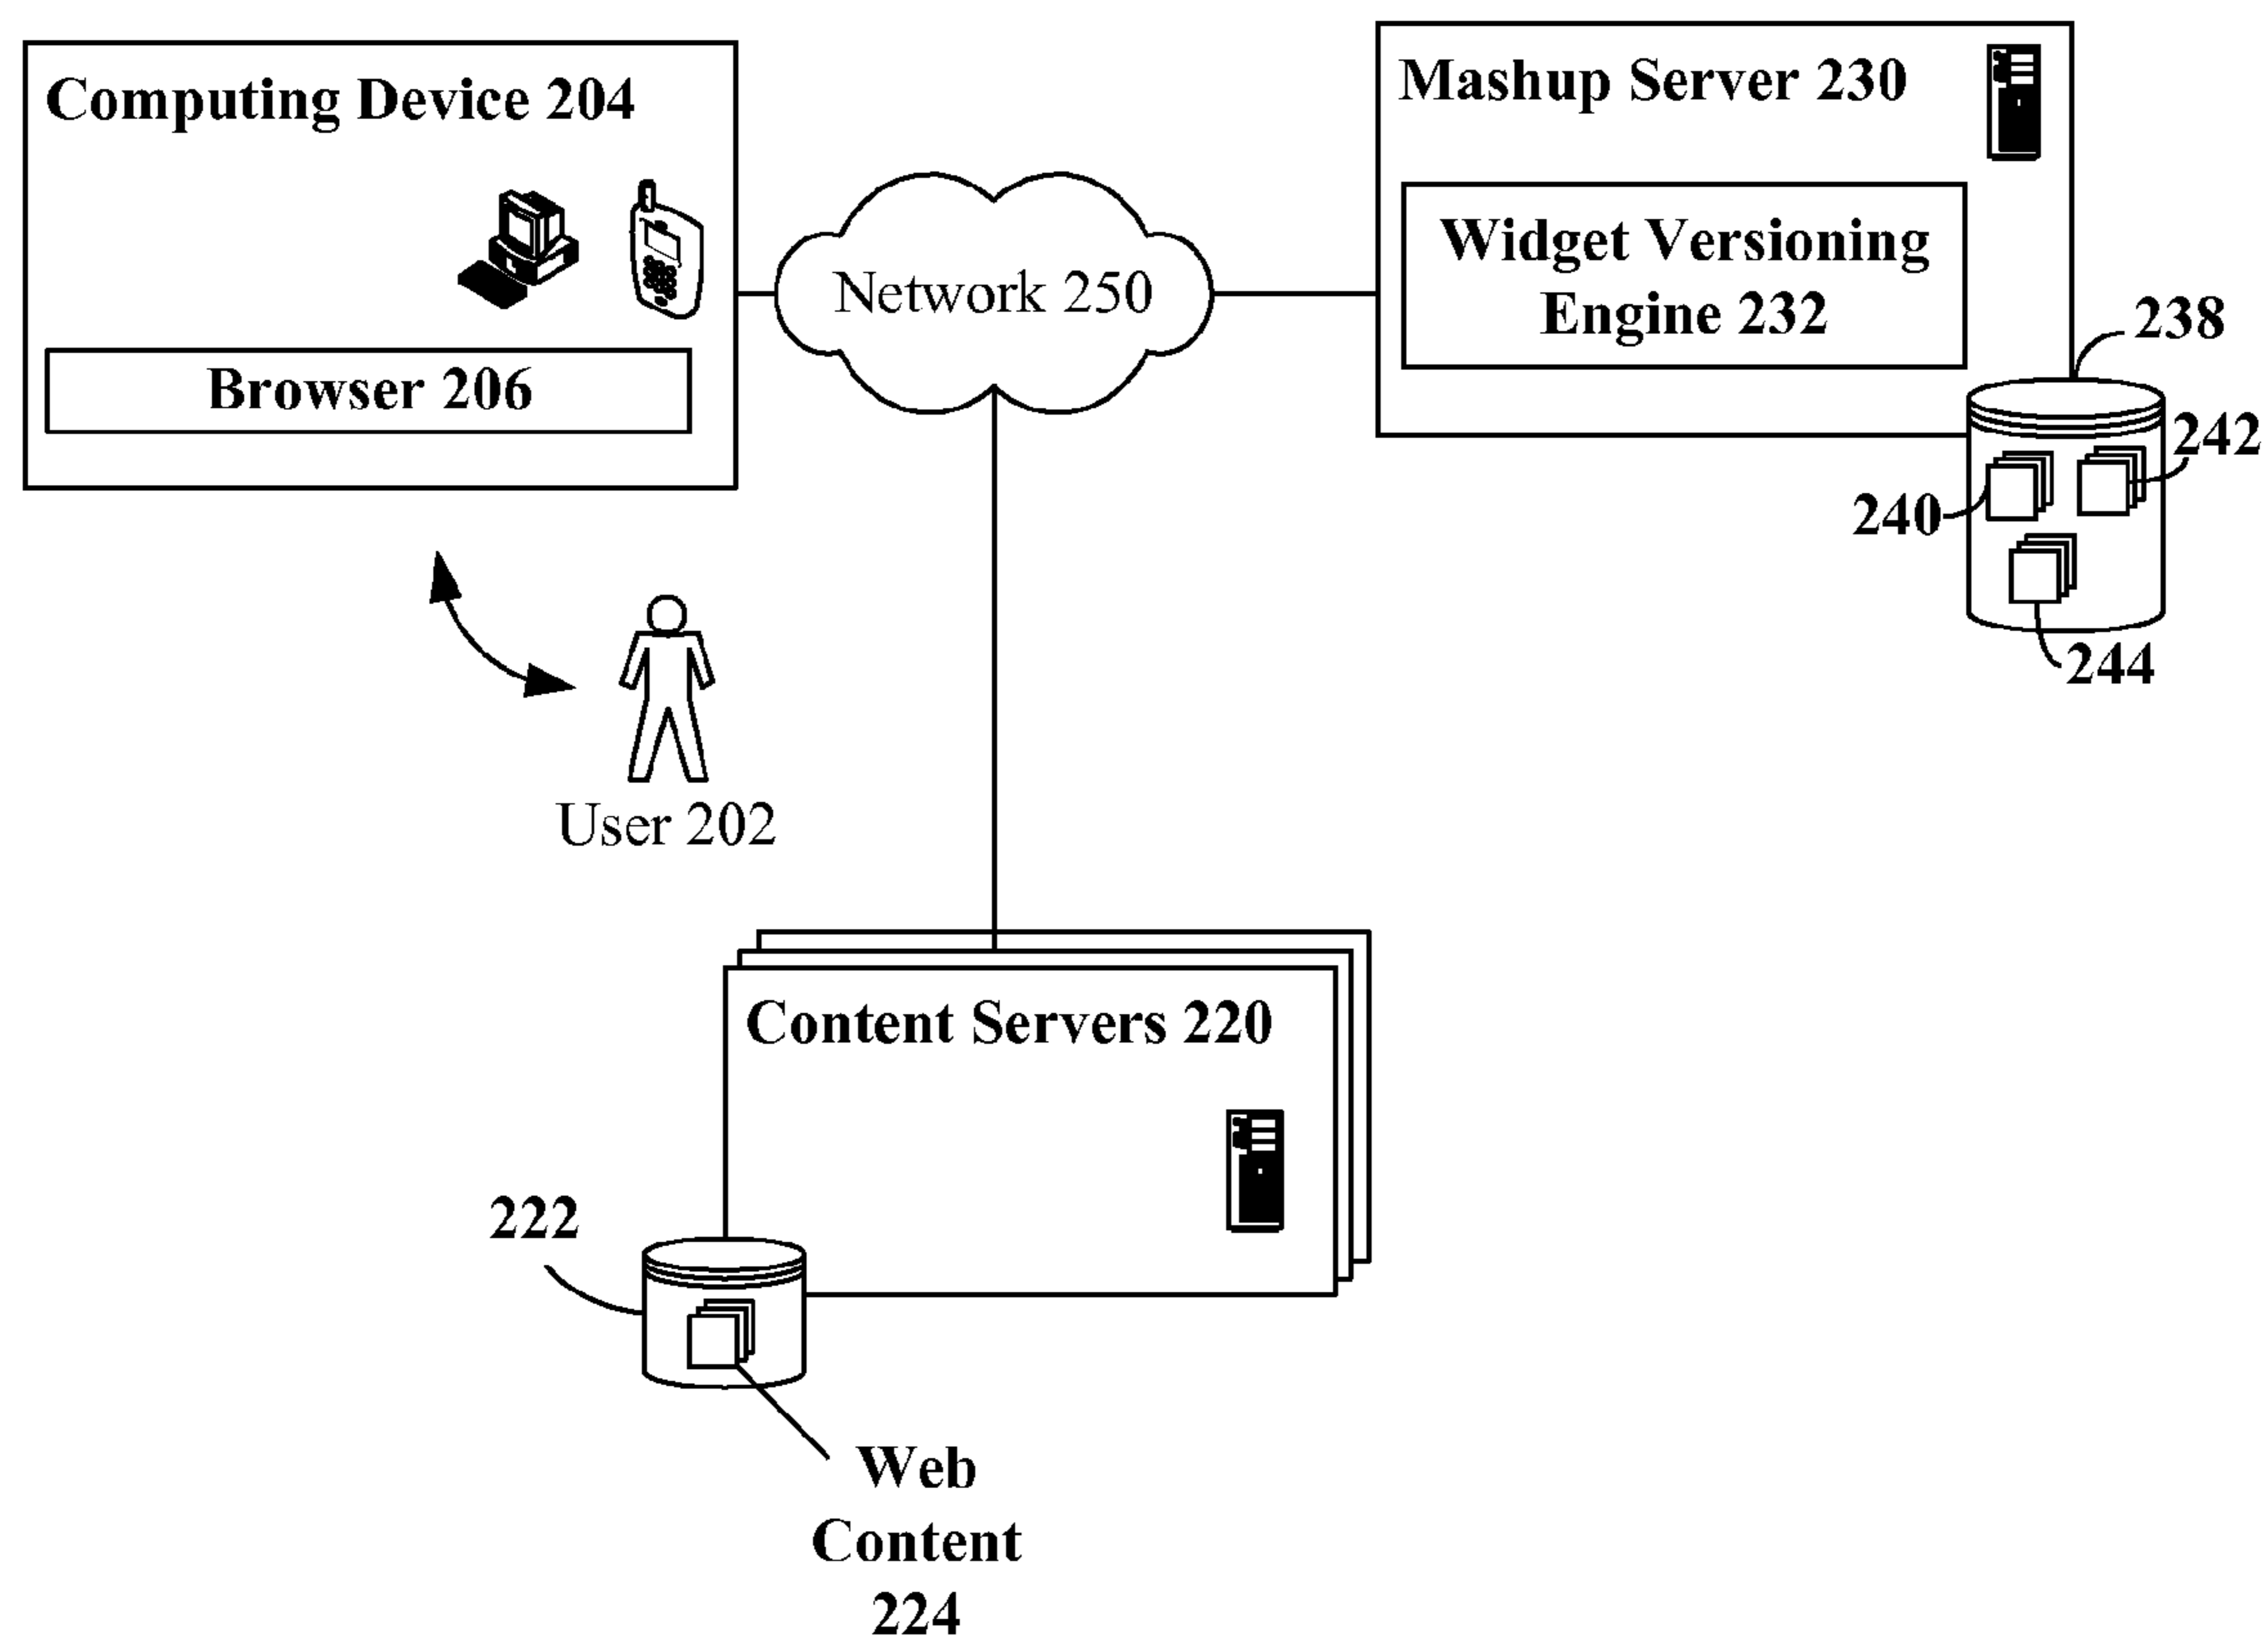 Computing Device 204
Browser 206
Network 250
Mashup Server 230
Widget Versioning
Engine 232
238
242
240
244
User 202
Content Servers 220
222
Web
Content
224